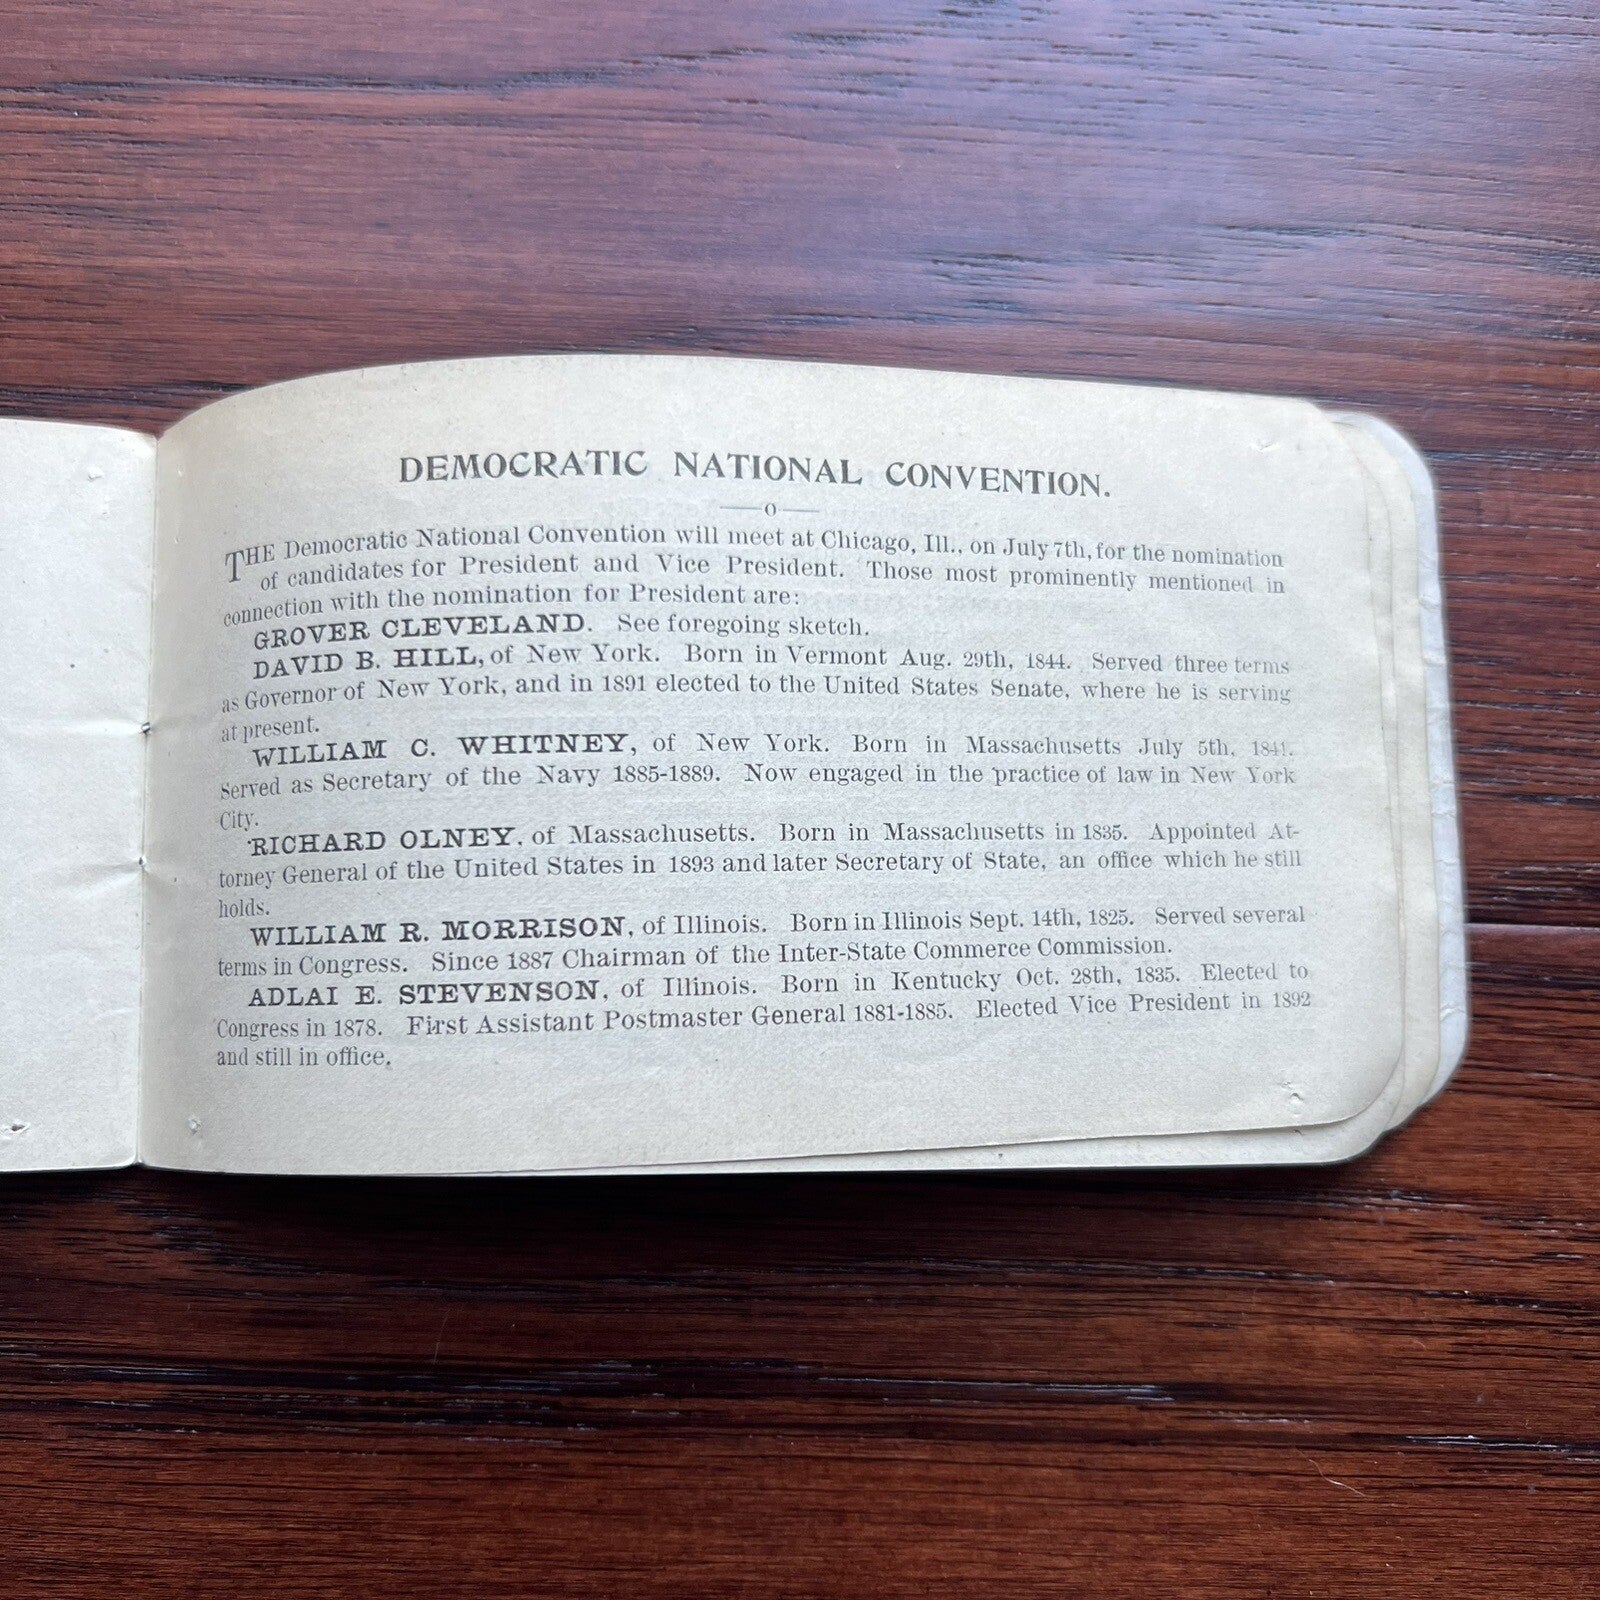 DEMOCRATIC NATIONAL CONVENTION.
—o—
THE Democratic National Convention will meet at Chicago, Ill., on July 7th, for the nomination
of candidates for President and Vice President. Those most prominently mentioned in
connection with the nomination for President are:
GROVER CLEVELAND. See foregoing sketch.
DAVID B. HILL, of New York. Born in Vermont Aug. 29th, 1844. Served three terms
as Governor of New York, and in 1891 elected to the United States Senate, where he is serving
at present.
WILLIAM C. WHITNEY, of New York. Born in Massachusetts July 5th, 1841.
Served as Secretary of the Navy 1885-1889. Now engaged in the practice of law in New York
City.
RICHARD OLNEY, of Massachusetts. Born in Massachusetts in 1835. Appointed At-
torney General of the United States in 1893 and later Secretary of State, an office which he still
holds.
WILLIAM R. MORRISON, of Illinois. Born in Illinois Sept. 14th, 1825. Served several
terms in Congress. Since 1887 Chairman of the Inter-State Commerce Commission.
ADLAI E. STEVENSON, of Illinois. Born in Kentucky Oct. 28th, 1835. Elected to
Congress in 1878. First Assistant Postmaster General 1881-1885. Elected Vice President in 1892
and still in office.